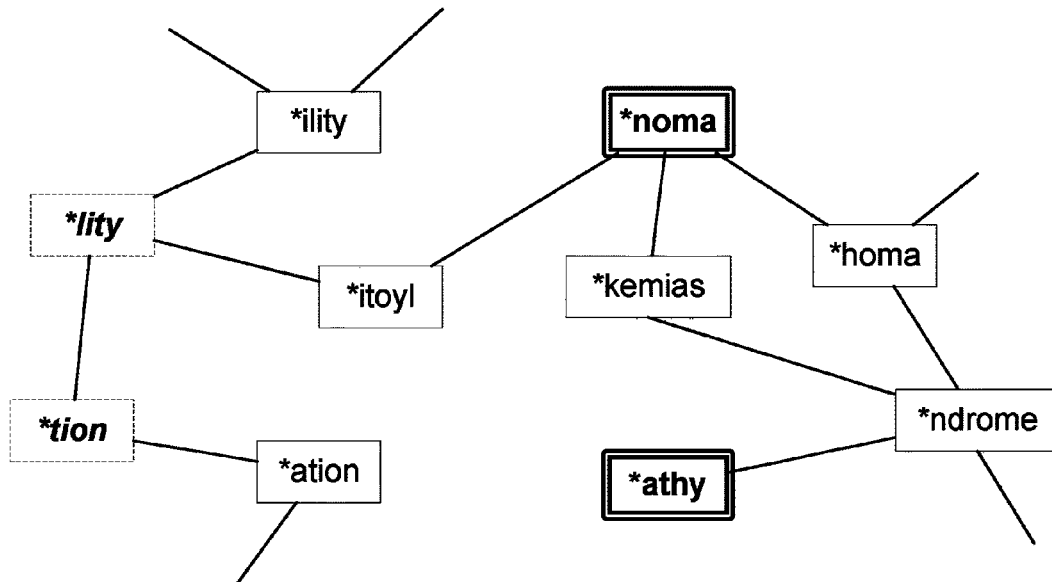 *ility
*noma
*lity
*homa
*itoyl
*kemias
*tion
*ndrome
*ation
*athy